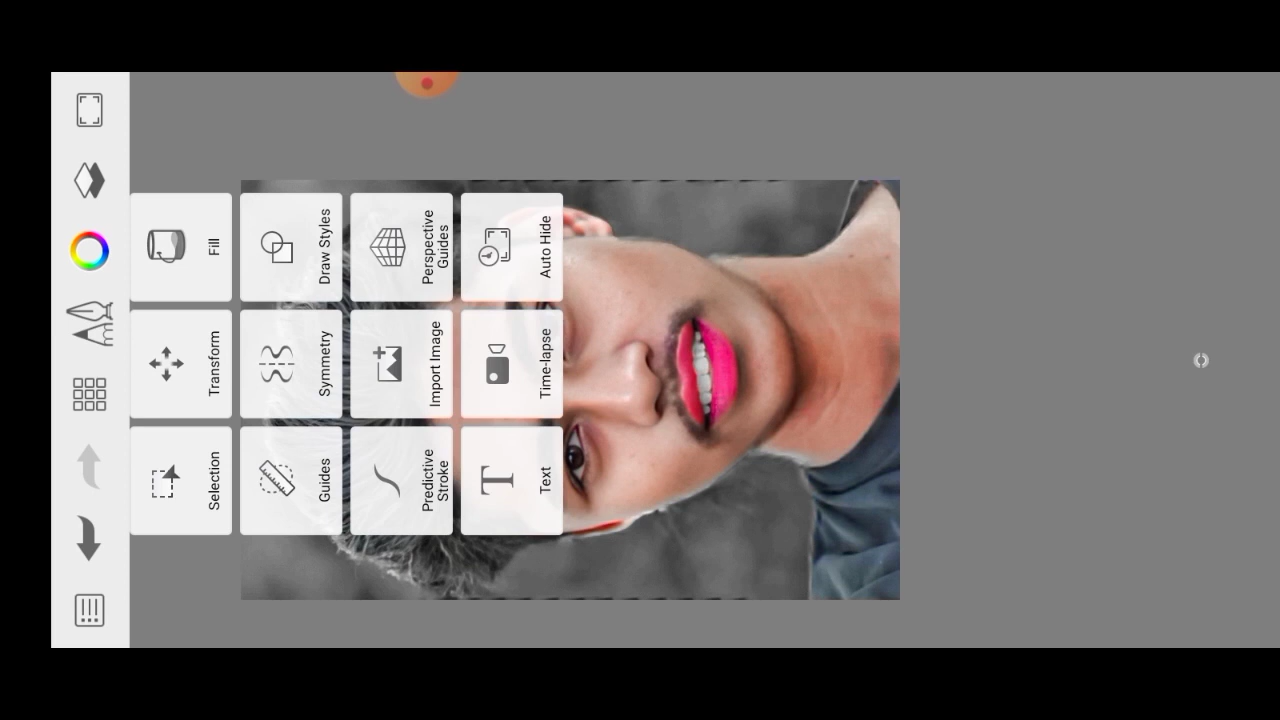 Selection
Transform
Fill
Guides
Symmetry
Draw Styles
Predictive
Stroke
Import Image
Perspective
Guides
Text
Time-lapse
Auto Hide